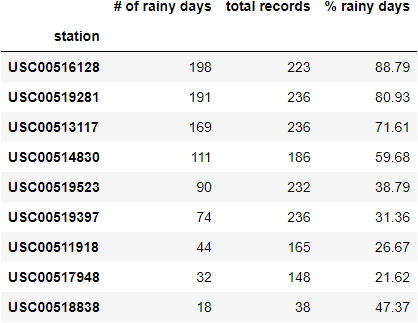 # of rainy days total records % rainy days
station
USC00516128 198 223 88.79
USC00519281 191 236 80.93
USC00513117 169 236 71.61
USC00514830 111 186 59.68
USC00519523 90 232 38.79
USC00519397 74 236 31.36
USC00511918 44 165 26.67
USC00517948 32 148 21.62
USC00518838 18 38 47.37